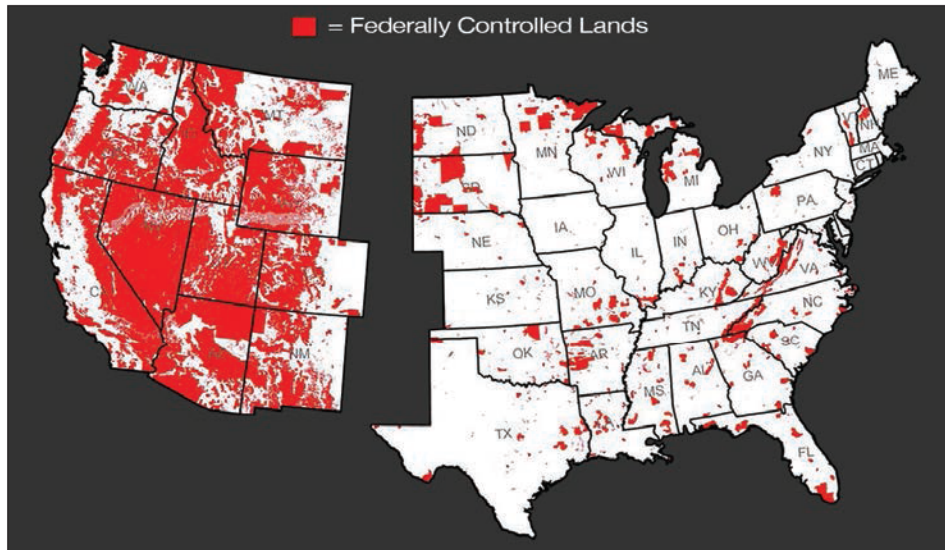 = Federally Controlled Lands
WA
MT
ND
MN
ME
VT
NH
MA
CT
NY
WI
MI
SD
PA
IA
NE
IL
IN
OH
WV
VA
KS
MO
KY
NC
TN
OK
AR
SC
NM
MS
AL
GA
TX
FL